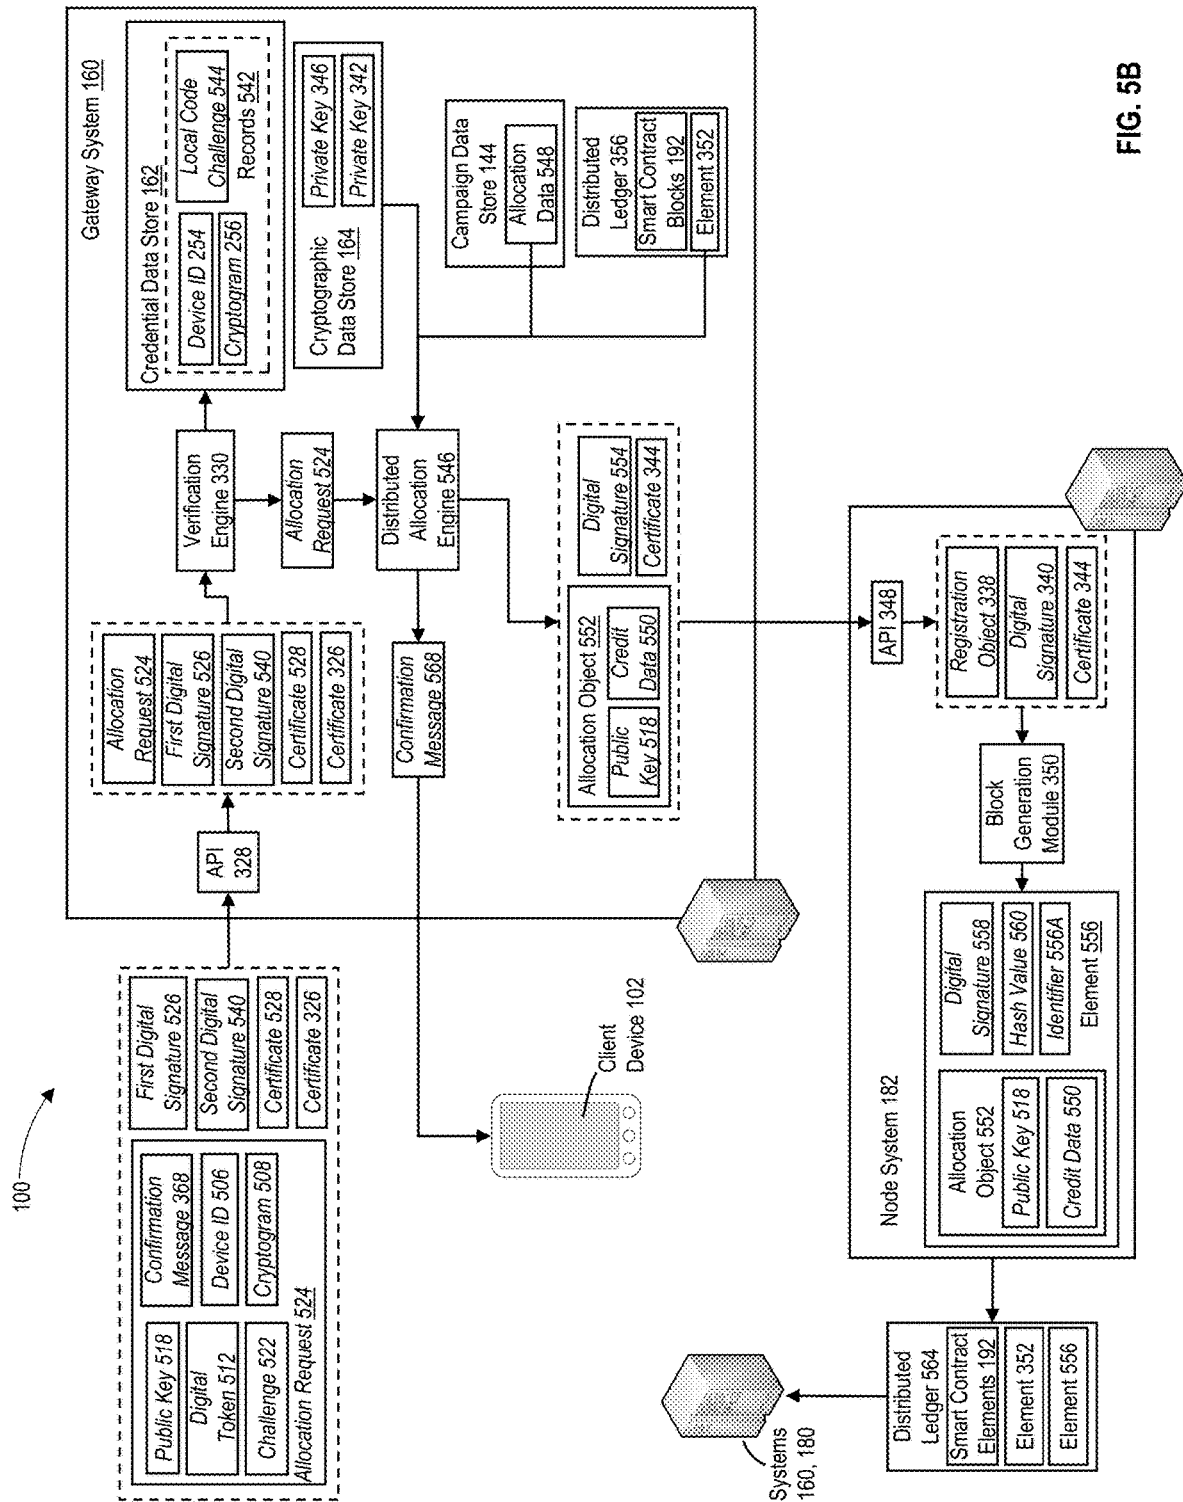 100
Public Key 518
Digital
Token 512
Challenge 522
Confirmation
Message 368
Device ID 506
Cryptogram 508
Allocation Request 524
First Digital
Signature 526
Second Digital
Signature 540
Certificate 528
Certificate 326
API
328
Gateway System 160
Allocation
Request 524
First Digital
Signature 526
Second Digital
Signature 540
Certificate 528
Certificate 326
Verification
Engine 330
Credential Data Store 162
Device ID 254
Cryptogram 256
Local Code
Challenge 544
Records 542
Allocation
Request 524
Cryptographic
Data Store 164
Private Key 346
Private Key 342
Distributed
Allocation
Engine 546
Confirmation
Message 568
Campaign Data
Store 144
Allocation
Data 548
Distributed
Ledger 356
Smart Contract
Blocks 192
Element 352
Allocation Object 552
Public
Key 518
Credit
Data 550
Digital
Signature 554
Certificate 344
Client
Device 102
Node System 182
API 348
Registration
Object 338
Digital
Signature 340
Certificate 344
Block
Generation
Module 350
Allocation
Object 552
Public Key 518
Credit Data 550
Digital
Signature 558
Hash Value 560
Identifier 556A
Element 556
Distributed
Ledger 564
Smart Contract
Elements 192
Element 352
Element 556
Systems
160, 180
FIG. 5B